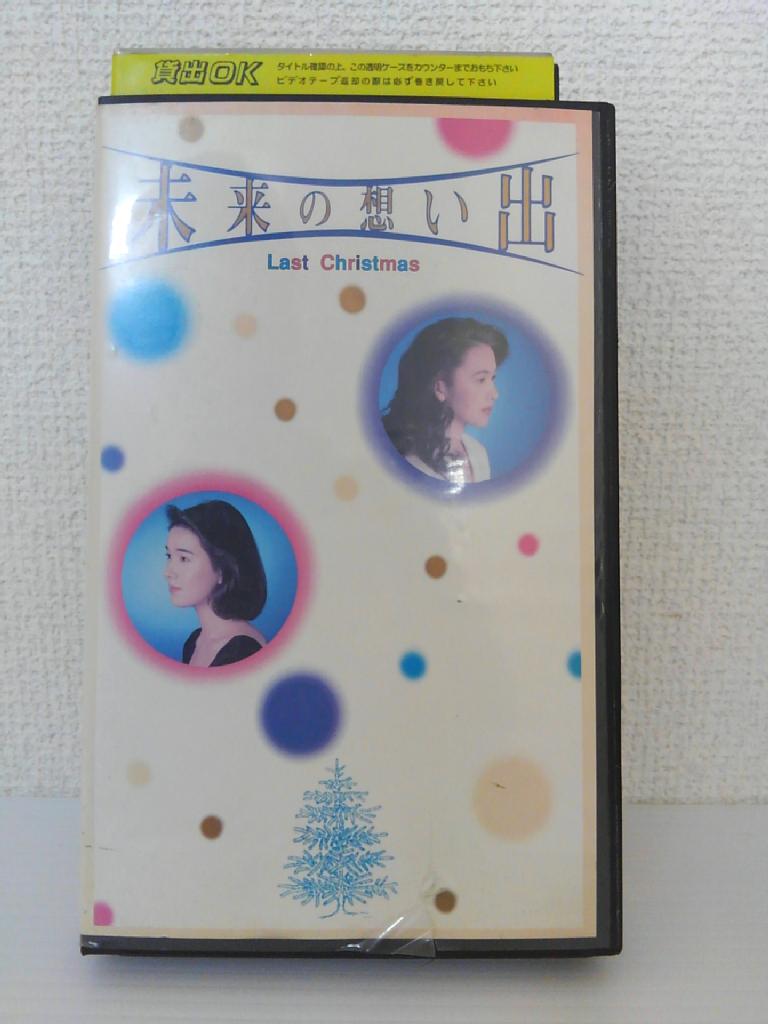 貸出OK
タイトル確認の上、この透明ケースをカウンターまでおもち下さい
ビデオテープ返却の際は必ず巻き戻して下さい
未来の想い出
Last Christmas